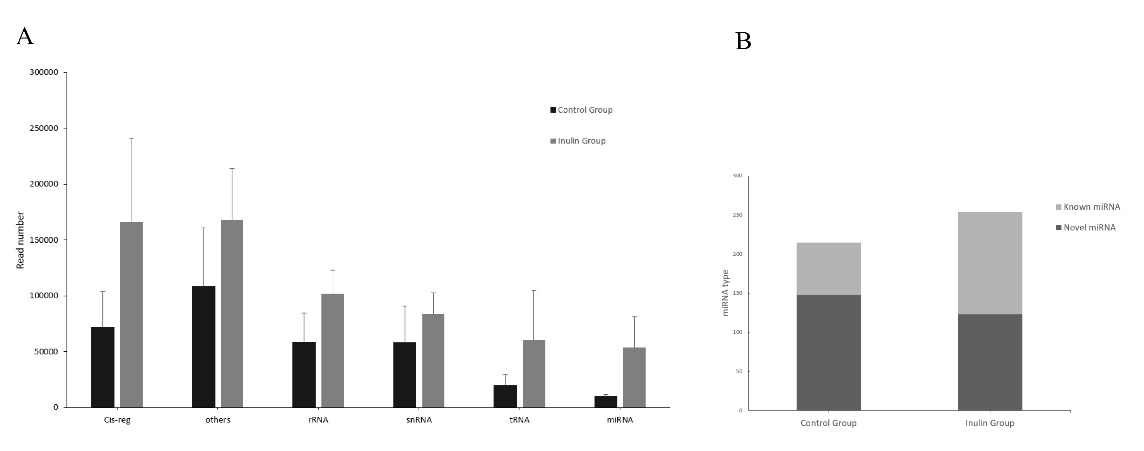 A
300000
250000
200000
150000
100000
50000
0
Read number
Control Group
Inulin Group
Cis-reg others rRNA snRNA tRNA miRNA
B
300
250
200
150
100
50
0
miRNA type
Known miRNA
Novel miRNA
Control Group Inulin Group